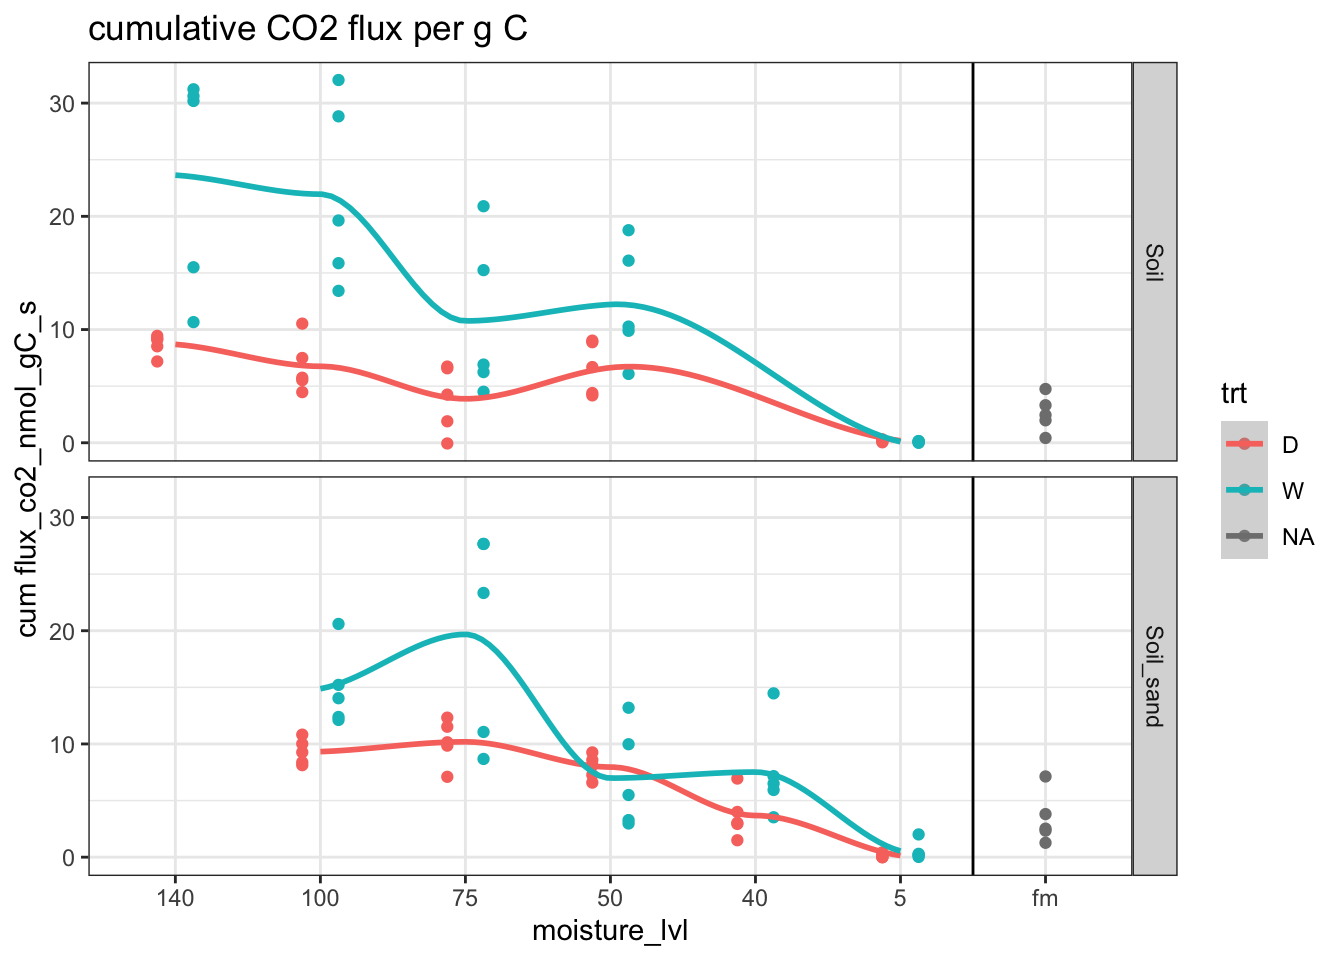 cumulative CO2 flux per g C
cum flux_co2_nmol_gC_s
30
20
10
0
Soil
30
20
10
0
Soil_sand
140 100 75 50 40 5 fm
moisture_lvl
trt
D
W
NA